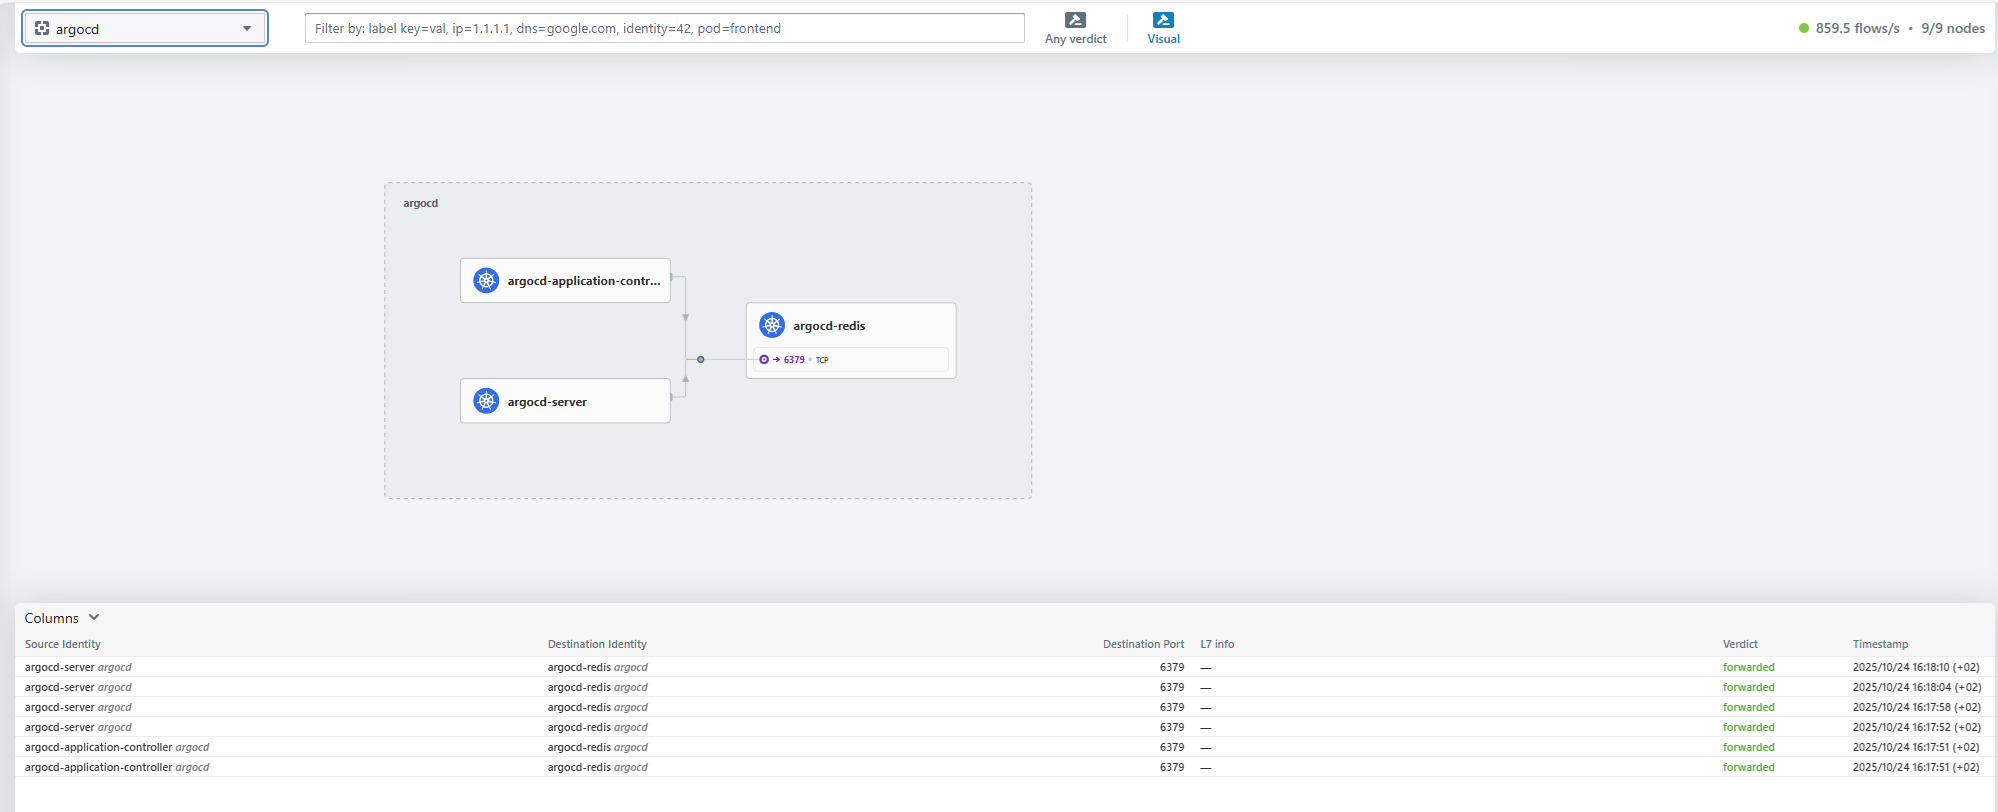 argocd
Filter by: label key=val, ip=1.1.1.1, dns=google.com, identity=42, pod=frontend
Any verdict
Visual
859.5 flows/s • 9/9 nodes
argocd
argocd-application-contr...
argocd-redis
6379 • TCP
argocd-server
Columns
Source Identity Destination Identity Destination Port L7 info Verdict Timestamp
argocd-server argocd argocd-redis argocd 6379 — forwarded 2025/10/24 16:18:10 (+02)
argocd-server argocd argocd-redis argocd 6379 — forwarded 2025/10/24 16:18:04 (+02)
argocd-server argocd argocd-redis argocd 6379 — forwarded 2025/10/24 16:17:58 (+02)
argocd-server argocd argocd-redis argocd 6379 — forwarded 2025/10/24 16:17:52 (+02)
argocd-application-controller argocd argocd-redis argocd 6379 — forwarded 2025/10/24 16:17:51 (+02)
argocd-application-controller argocd argocd-redis argocd 6379 — forwarded 2025/10/24 16:17:51 (+02)